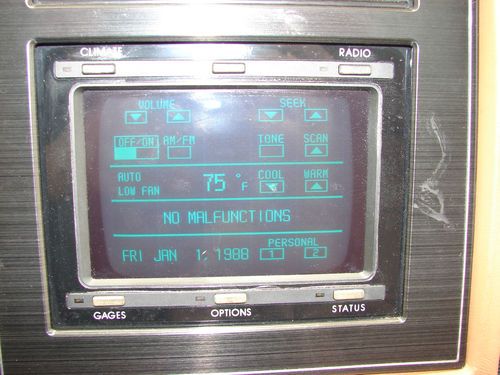 CLIMATE RADIO
VOLUME SEEK
OFF/ON AM/FM TONE SCAN
AUTO 75 °F COOL WARM
LOW FAN
NO MALFUNCTIONS
FRI JAN 1, 1988 PERSONAL
1 2
GAGES OPTIONS STATUS